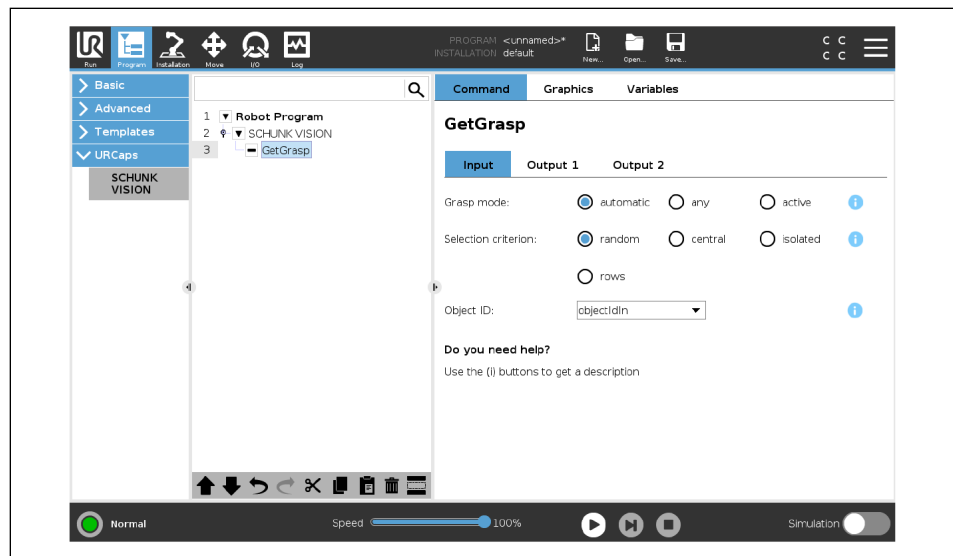 PROGRAM <unnamed>*
INSTALLATION default
UR
Run Program Installaton Move I/O Log New... Open... Save...
C C
C C
Basic
Advanced
Templates
URCaps
SCHUNK
VISION
1 Robot Program
2 SCHUNK VISION
3 GetGrasp
Command Graphics Variables
GetGrasp
Input Output 1 Output 2
Grasp mode: automatic any active i
Selection criterion: random central isolated i
rows
Object ID: objectIdIn i
Do you need help?
Use the (i) buttons to get a description
Normal Speed 100% Simulation